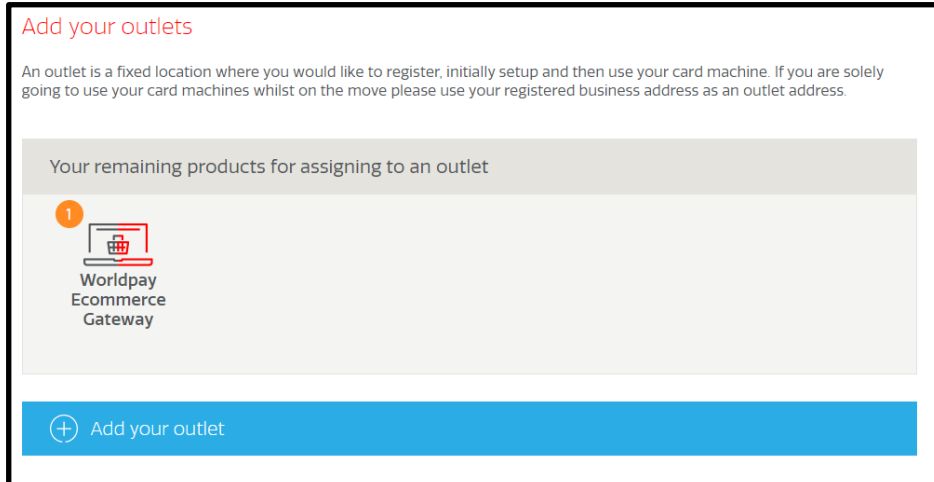 Add your outlets
An outlet is a fixed location where you would like to register, initially setup and then use your card machine. If you are solely
going to use your card machines whilst on the move please use your registered business address as an outlet address.
Your remaining products for assigning to an outlet
1
Worldpay
Ecommerce
Gateway
Add your outlet